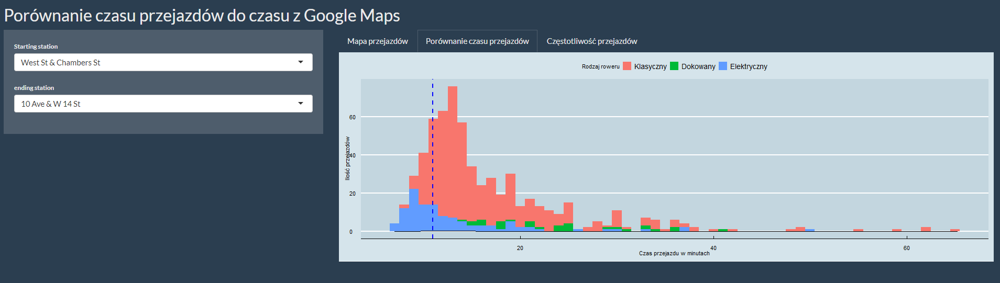 Porównanie czasu przejazdów do czasu z Google Maps
Starting station
West St & Chambers St
ending station
10 Ave & W 14 St
Mapa przejazdów
Porównanie czasu przejazdów
Częstotliwość przejazdów
Rodzaj roweru Klasyczny Dokowany Elektryczny
Ilość przejazdów
60
40
20
0
20 40 60
Czas przejazdu w minutach